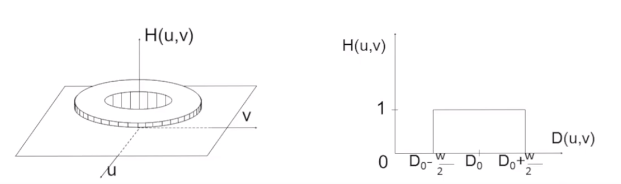 H(u,v)
v
u
H(u,v)
1
D(u,v)
0 D₀-w/2 D₀ D₀+w/2